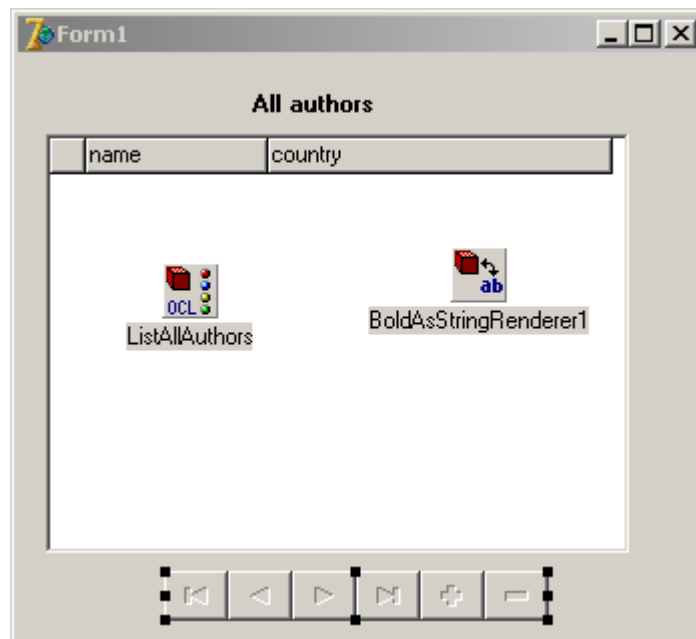 Form1
All authors
name country
OCL
ab
ListAllAuthors
BoldAsStringRenderer1